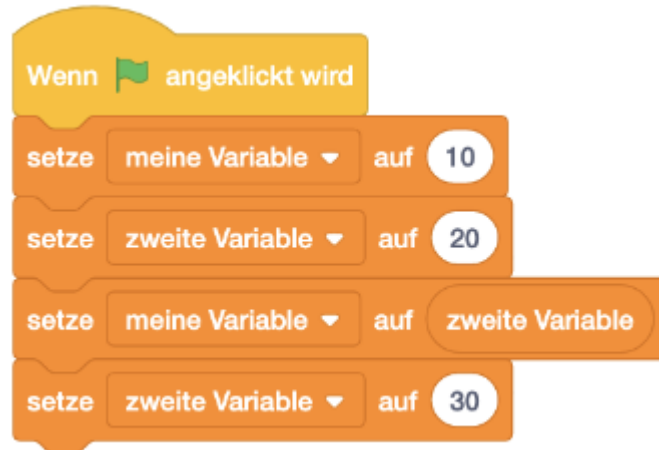 Wenn angeklickt wird
setze meine Variable auf 10
setze zweite Variable auf 20
setze meine Variable auf zweite Variable
setze zweite Variable auf 30